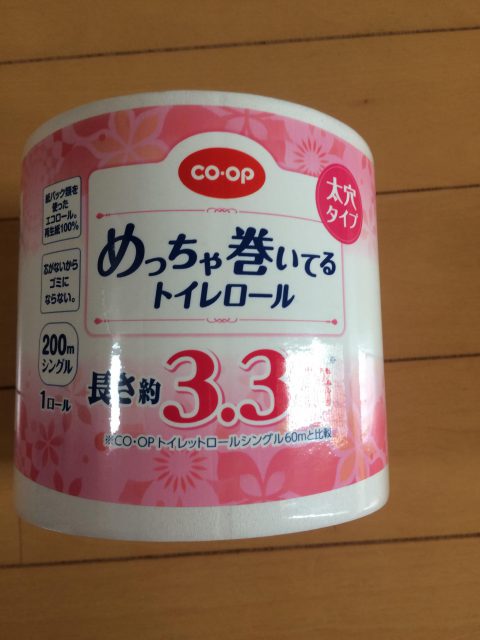 CO・OP
太穴
タイプ
紙パック類を
使った
エコロール。
再生紙100%
めっちゃ巻いてる
トイレロール
芯がないから
ゴミに
ならない。
200m
シングル
1ロール
長さ約3.3
※CO・OPトイレットロールシングル60mと比較